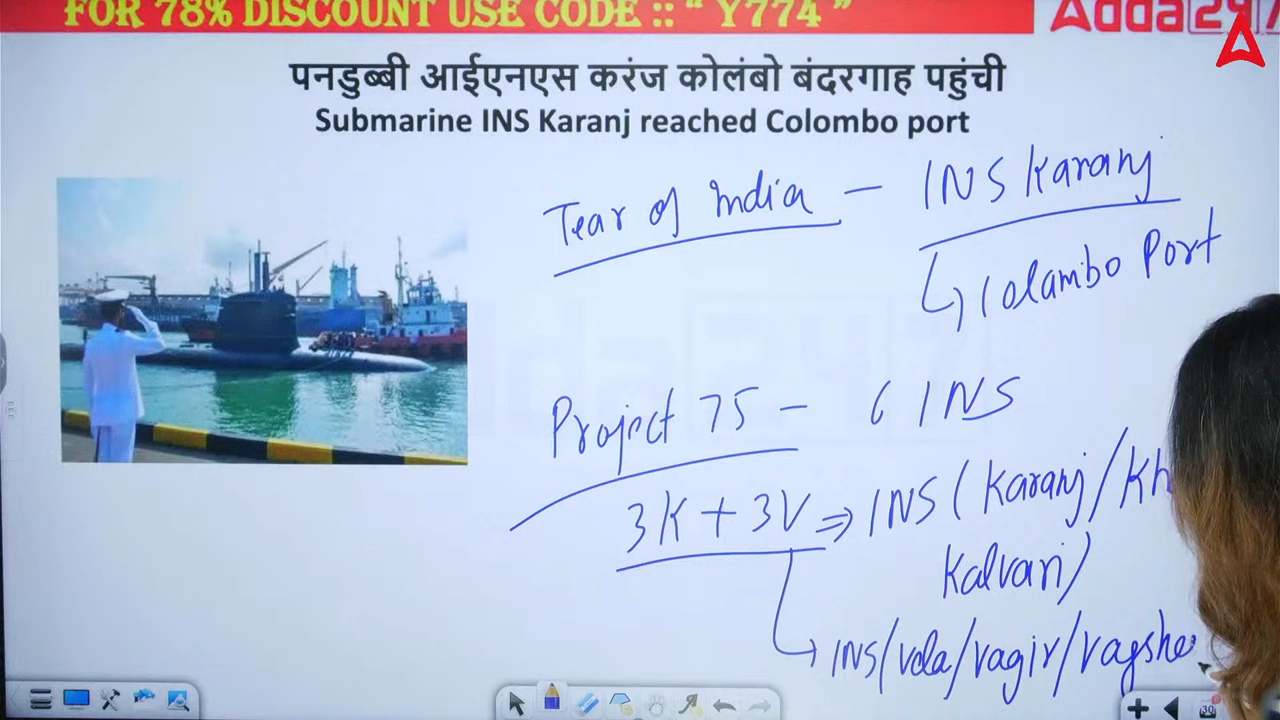 FOR 78% DISCOUNT USE CODE :: “ Y774 ”
Adda247
पनडुब्बी आईएनएस करंज कोलंबो बंदरगाह पहुंची
Submarine INS Karanj reached Colombo port
Tear of India — INS Karanj
↳ Colambo Port
Project 75 — 6 INS
3K + 3V ⇒ INS (Karanj/Kh
Kalvari)
↳ INS/vela/vagir/vagshe
30